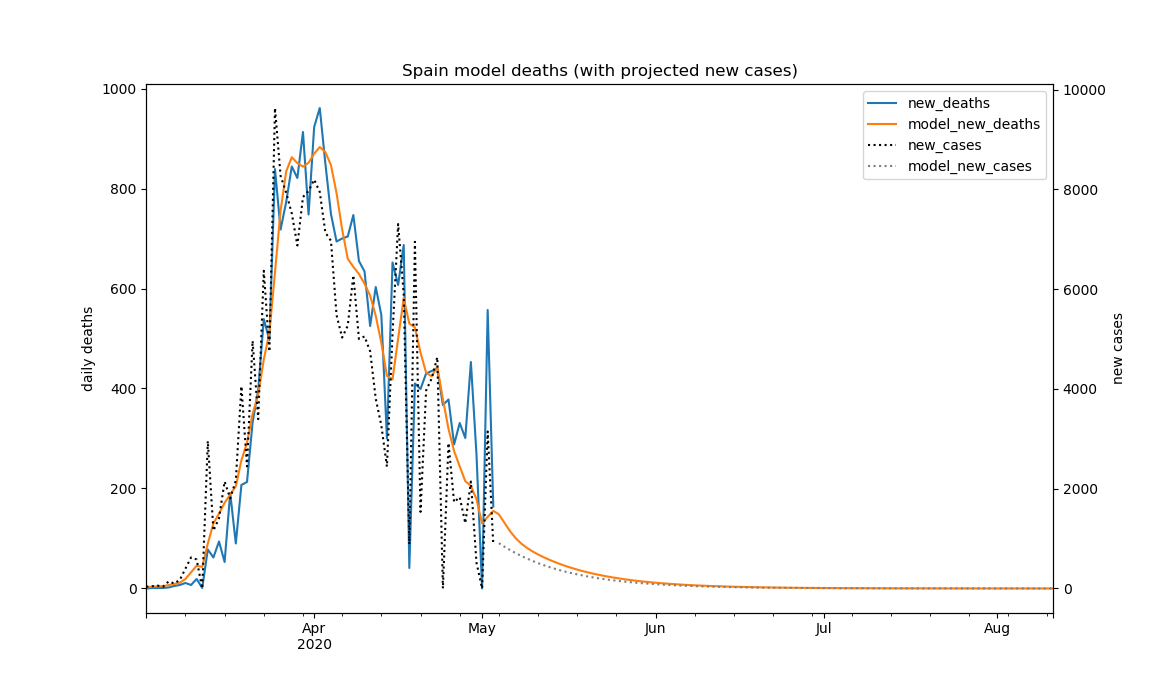 Spain model deaths (with projected new cases)
1000
800
600
400
200
0
daily deaths
10000
8000
6000
4000
2000
0
new cases
new_deaths
model_new_deaths
new_cases
model_new_cases
Apr
2020
May
Jun
Jul
Aug